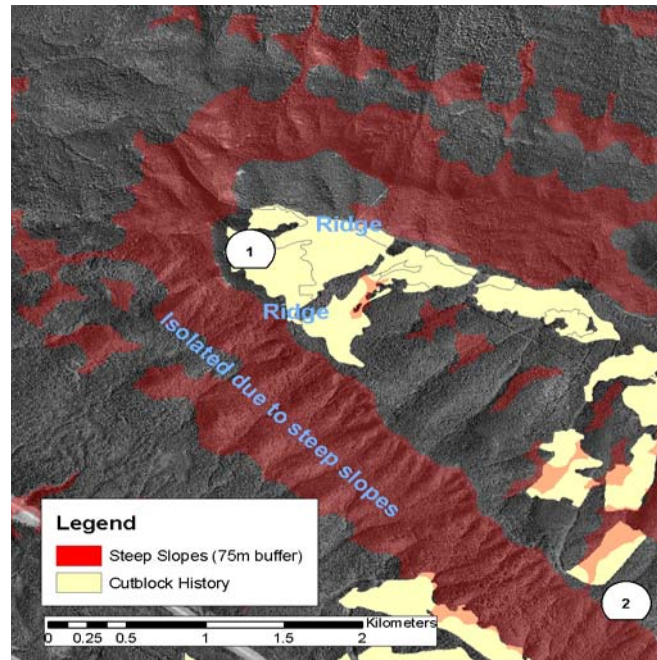 Ridge
1
Ridge
Isolated due to steep slopes
Legend
Steep Slopes (75m buffer)
Cutblock History
2
Kilometers
0 0.25 0.5 1 1.5 2